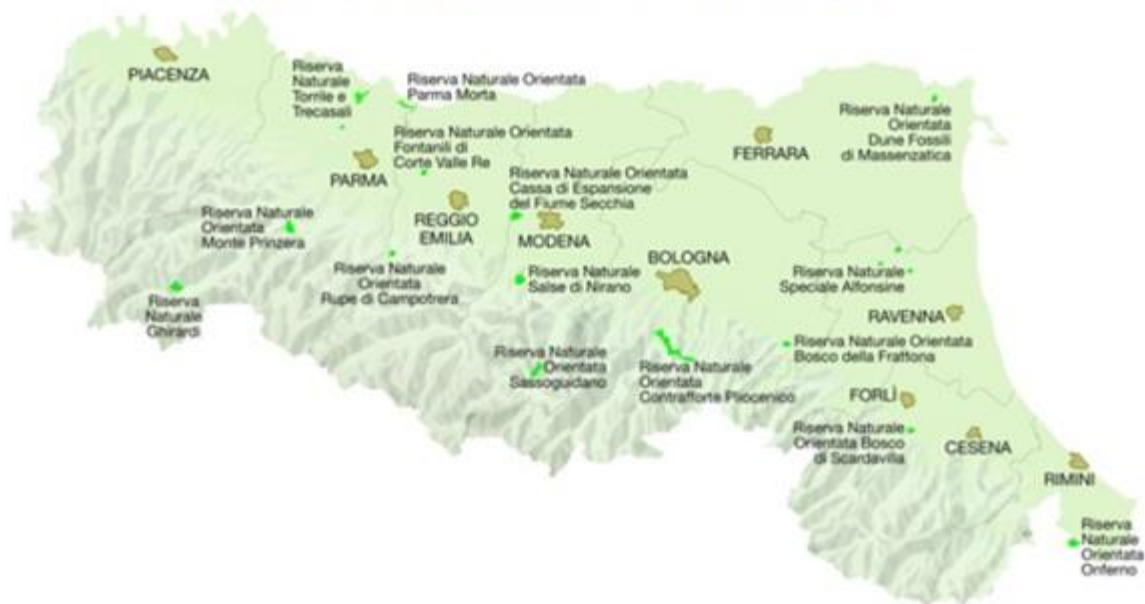 PIACENZA
Riserva
Naturale
Torrile e
Trecasali
Riserva Naturale Orientata
Parma Morta
Riserva Naturale Orientata
Fontanili di
Corte Valle Re
PARMA
Riserva Naturale Orientata
Cassa di Espansione
del Fiume Secchia
FERRARA
Riserva Naturale
Orientata
Dune Fossili
di Massenzatica
REGGIO
EMILIA
MODENA
BOLOGNA
Riserva Naturale
Orientata
Monte Prinzera
Riserva Naturale
Orientata
Rupe di Campotrera
Riserva Naturale
Salse di Nirano
Riserva Naturale
Speciale Alfonsine
Riserva
Naturale
Ghirardi
RAVENNA
Riserva Naturale Orientata
Bosco della Frattona
Riserva Naturale
Orientata
Sassoguidano
Riserva Naturale
Orientata
Contrafforte Pliocenico
FORLÌ
Riserva Naturale
Orientata Bosco
di Scardavilla
CESENA
RIMINI
Riserva
Naturale
Orientata
Onferno